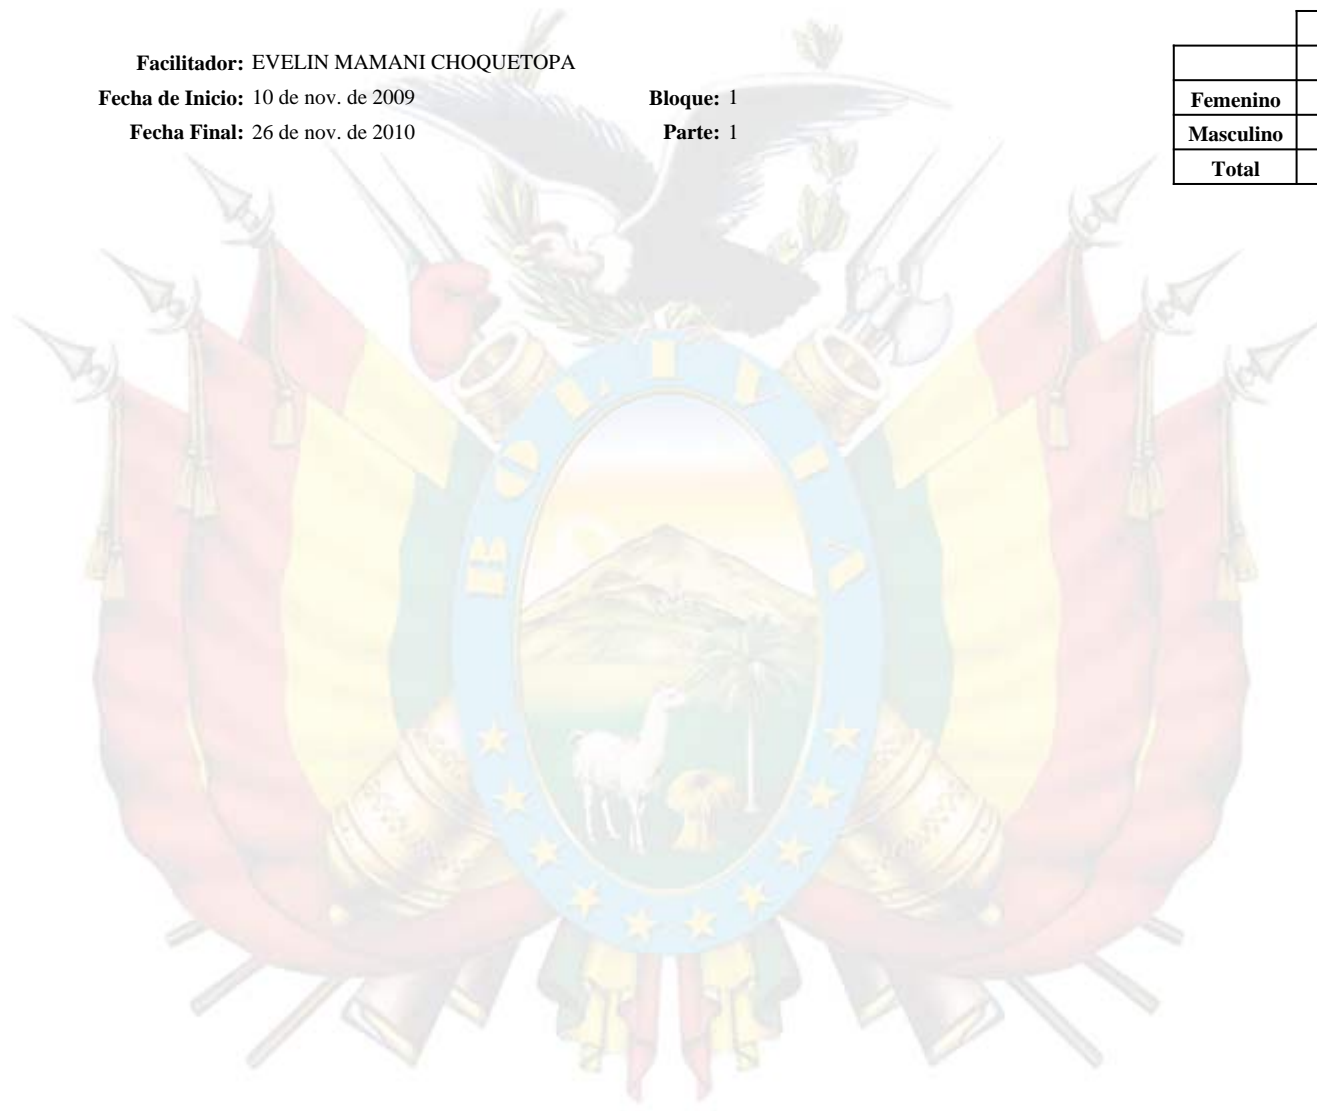 Facilitador: EVELIN MAMANI CHOQUETOPA
Fecha de Inicio: 10 de nov. de 2009 Bloque: 1
Fecha Final: 26 de nov. de 2010 Parte: 1
Femenino
Masculino
Total
BOLIVIA